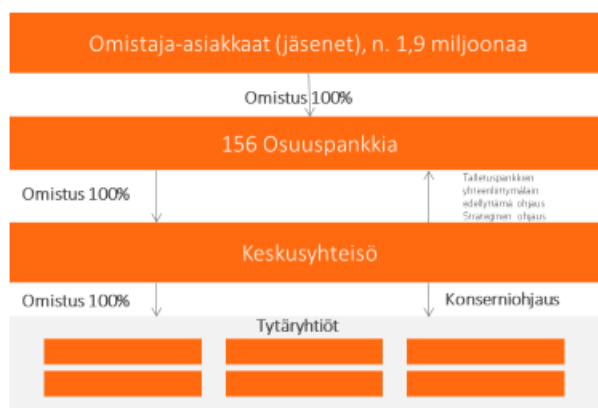 Omistaja-asiakkaat (jäsenet), n. 1,9 miljoonaa
Omistus 100%
156 Osuuspankkia
Omistus 100%
Talletuspankkien
yhteenliittymälain
edellyttämä ohjaus
Strateginen ohjaus
Keskusyhteisö
Omistus 100%
Konserniohjaus
Tytäryhtiöt